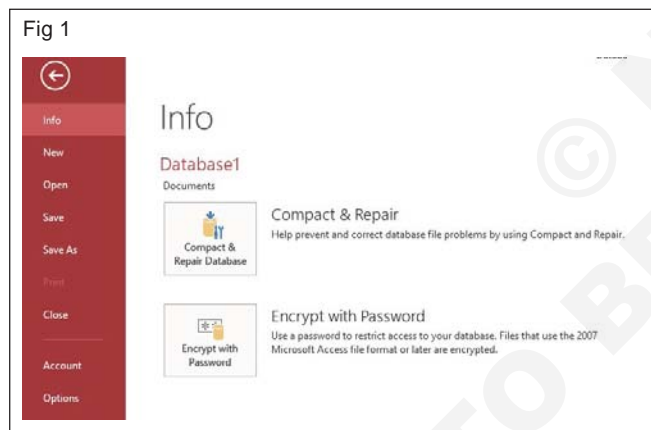 Fig 1
Info
New
Open
Save
Save As
Print
Close
Account
Options
Info
Database1
Documents
Compact &
Repair Database
Compact & Repair
Help prevent and correct database file problems by using Compact and Repair.
Encrypt with
Password
Encrypt with Password
Use a password to restrict access to your database. Files that use the 2007
Microsoft Access file format or later are encrypted.
© N
TO BE